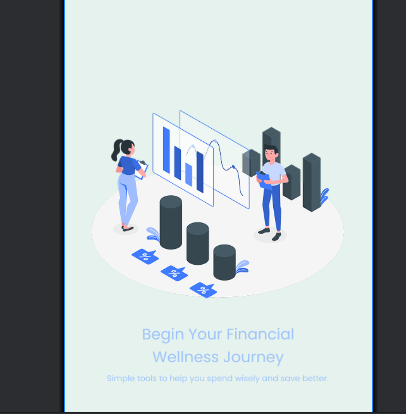 %
%
%
Begin Your Financial
Wellness Journey
Simple tools to help you spend wisely and save better.